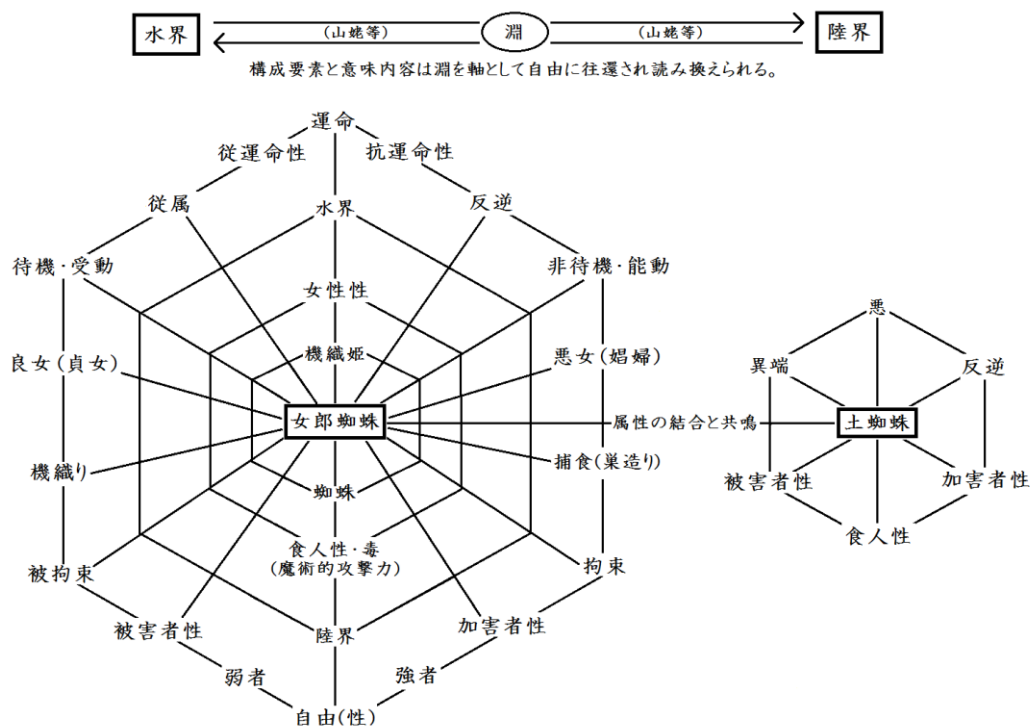 水界
(山姥等)
淵
(山姥等)
陸界
構成要素と意味内容は淵を軸として自由に往還され読み換えられる。
運命
従運命性
抗運命性
従属
水界
反逆
待機・受動
非待機・能動
女性性
悪
機織姫
良女(貞女)
悪女(娼婦)
異端
反逆
女郎蜘蛛
属性の結合と共鳴
土蜘蛛
機織り
捕食(巣造り)
被害者性
加害者性
蜘蛛
食人性
食人性・毒
(魔術的攻撃力)
被拘束
拘束
被害者性
陸界
加害者性
弱者
強者
自由(性)